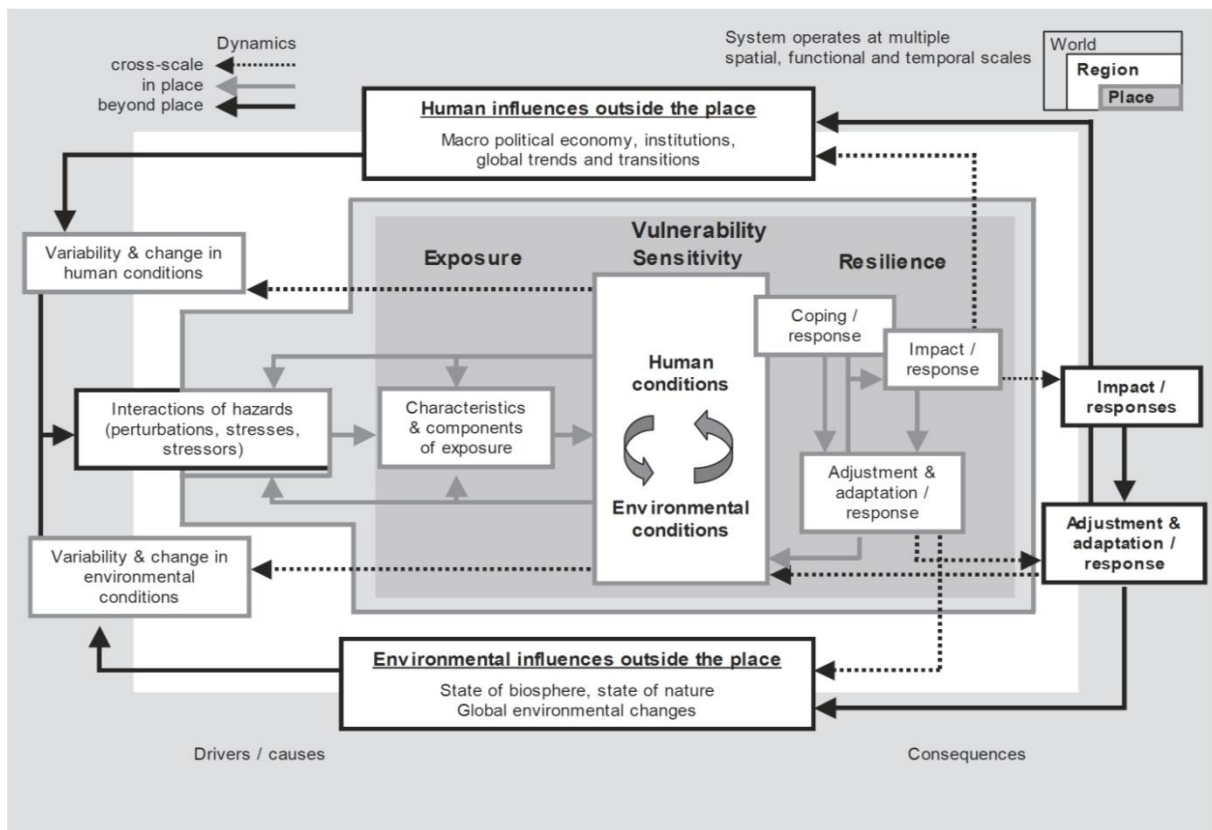 Dynamics
cross-scale
in place
beyond place
System operates at multiple
spatial, functional and temporal scales
World
Region
Place
Human influences outside the place
Macro political economy, institutions,
global trends and transitions
Variability & change in
human conditions
Vulnerability
Sensitivity
Exposure
Resilience
Coping /
response
Impact /
response
Human
conditions
Impact /
responses
Interactions of hazards
(perturbations, stresses,
stressors)
Characteristics
& components
of exposure
Adjustment &
adaptation /
response
Environmental
conditions
Adjustment &
adaptation /
response
Variability & change in
environmental
conditions
Environmental influences outside the place
State of biosphere, state of nature
Global environmental changes
Drivers / causes
Consequences